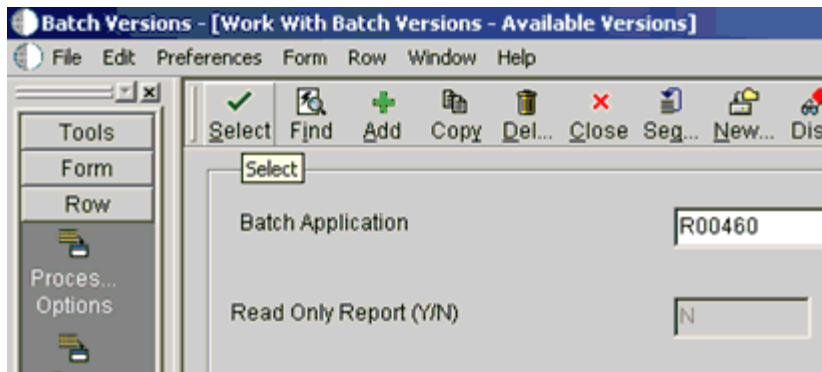 Batch Versions - [Work With Batch Versions - Available Versions]
File Edit Preferences Form Row Window Help
Select Find Add Copy Del... Close Seq... New... Dis
Tools
Form
Row
Proces...
Options
Select
Batch Application R00460
Read Only Report (Y/N) N